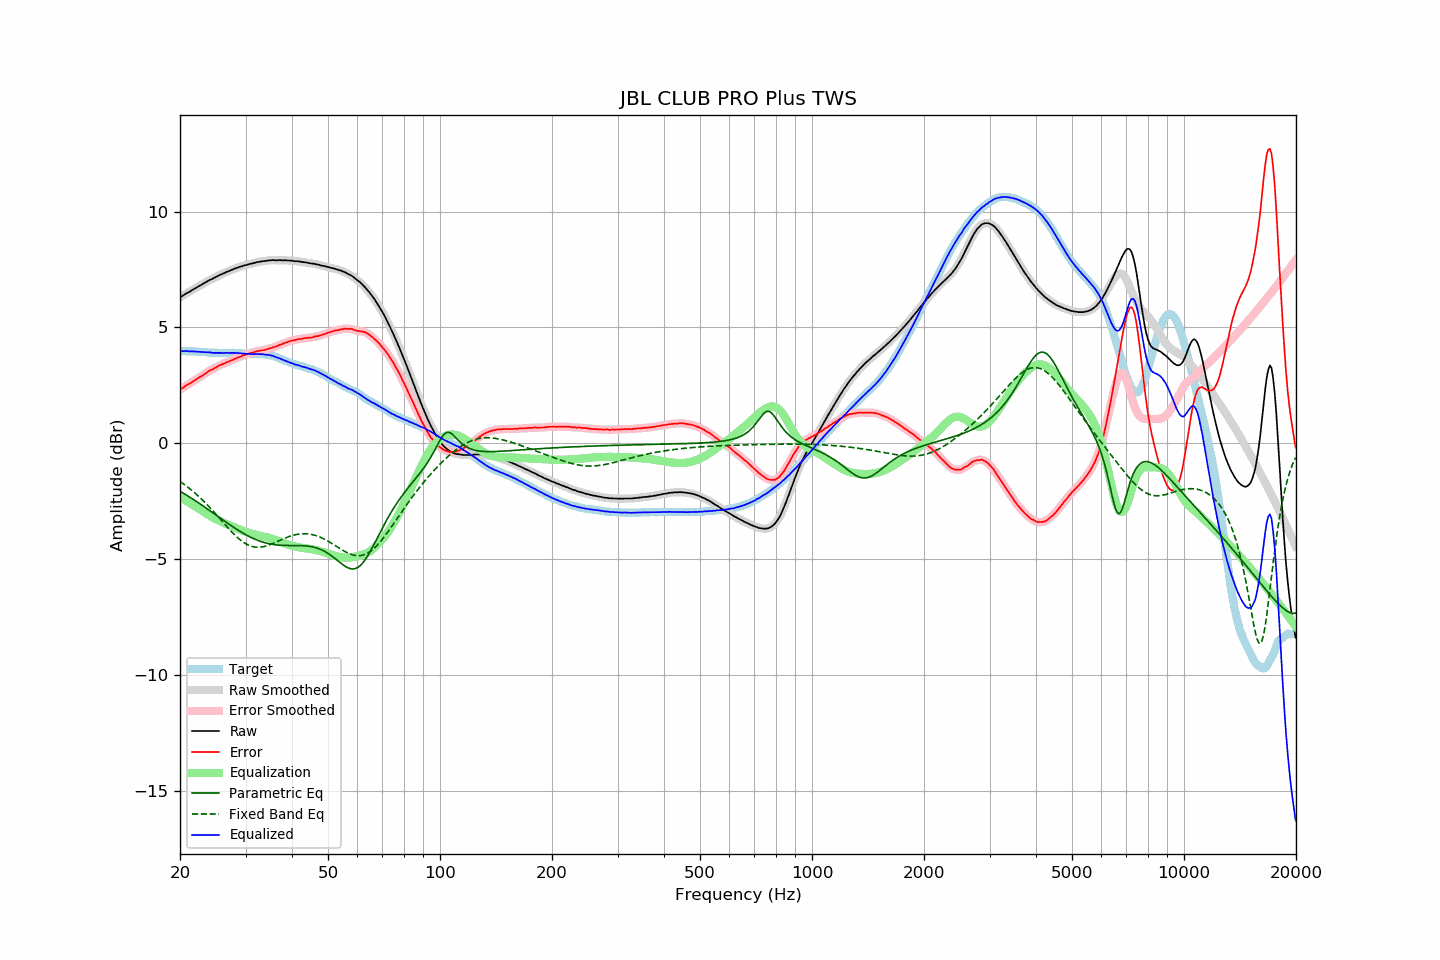 JBL CLUB PRO Plus TWS
Amplitude (dBr)
10
5
0
−5
−10
−15
Target
Raw Smoothed
Error Smoothed
Raw
Error
Equalization
Parametric Eq
Fixed Band Eq
Equalized
20 50 100 200 500 1000 2000 5000 10000 20000
Frequency (Hz)